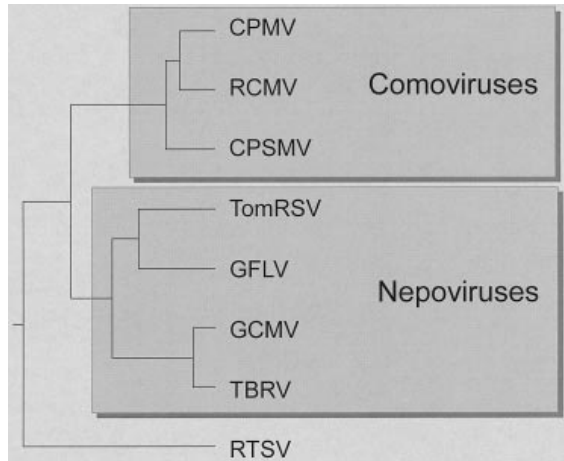 CPMV
RCMV
Comoviruses
CPSMV
TomRSV
GFLV
Nepoviruses
GCMV
TBRV
RTSV